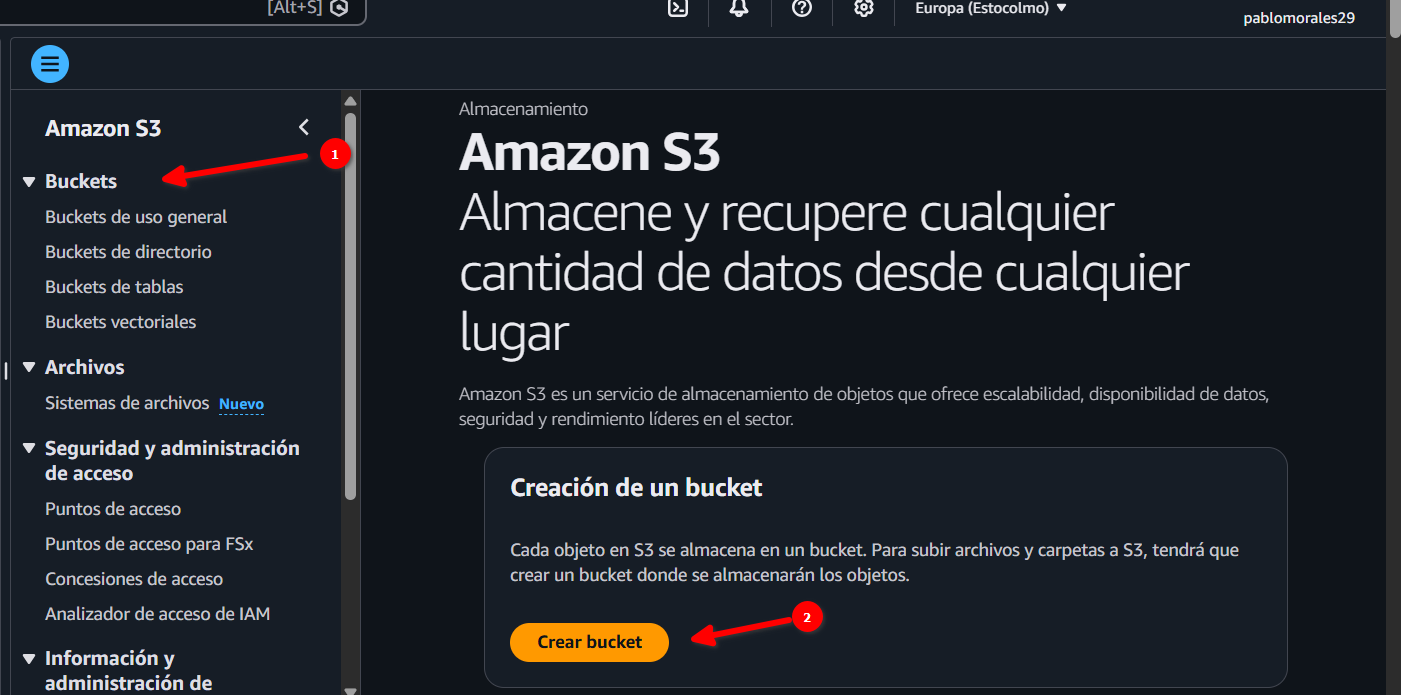 [Alt+S]
Europa (Estocolmo)
pablomorales29
Amazon S3
1
Buckets
Buckets de uso general
Buckets de directorio
Buckets de tablas
Buckets vectoriales
Archivos
Sistemas de archivos Nuevo
Seguridad y administración
de acceso
Puntos de acceso
Puntos de acceso para FSx
Concesiones de acceso
Analizador de acceso de IAM
Información y
administración de
Almacenamiento
Amazon S3
Almacene y recupere cualquier
cantidad de datos desde cualquier
lugar
Amazon S3 es un servicio de almacenamiento de objetos que ofrece escalabilidad, disponibilidad de datos,
seguridad y rendimiento líderes en el sector.
Creación de un bucket
Cada objeto en S3 se almacena en un bucket. Para subir archivos y carpetas a S3, tendrá que
crear un bucket donde se almacenarán los objetos.
2
Crear bucket